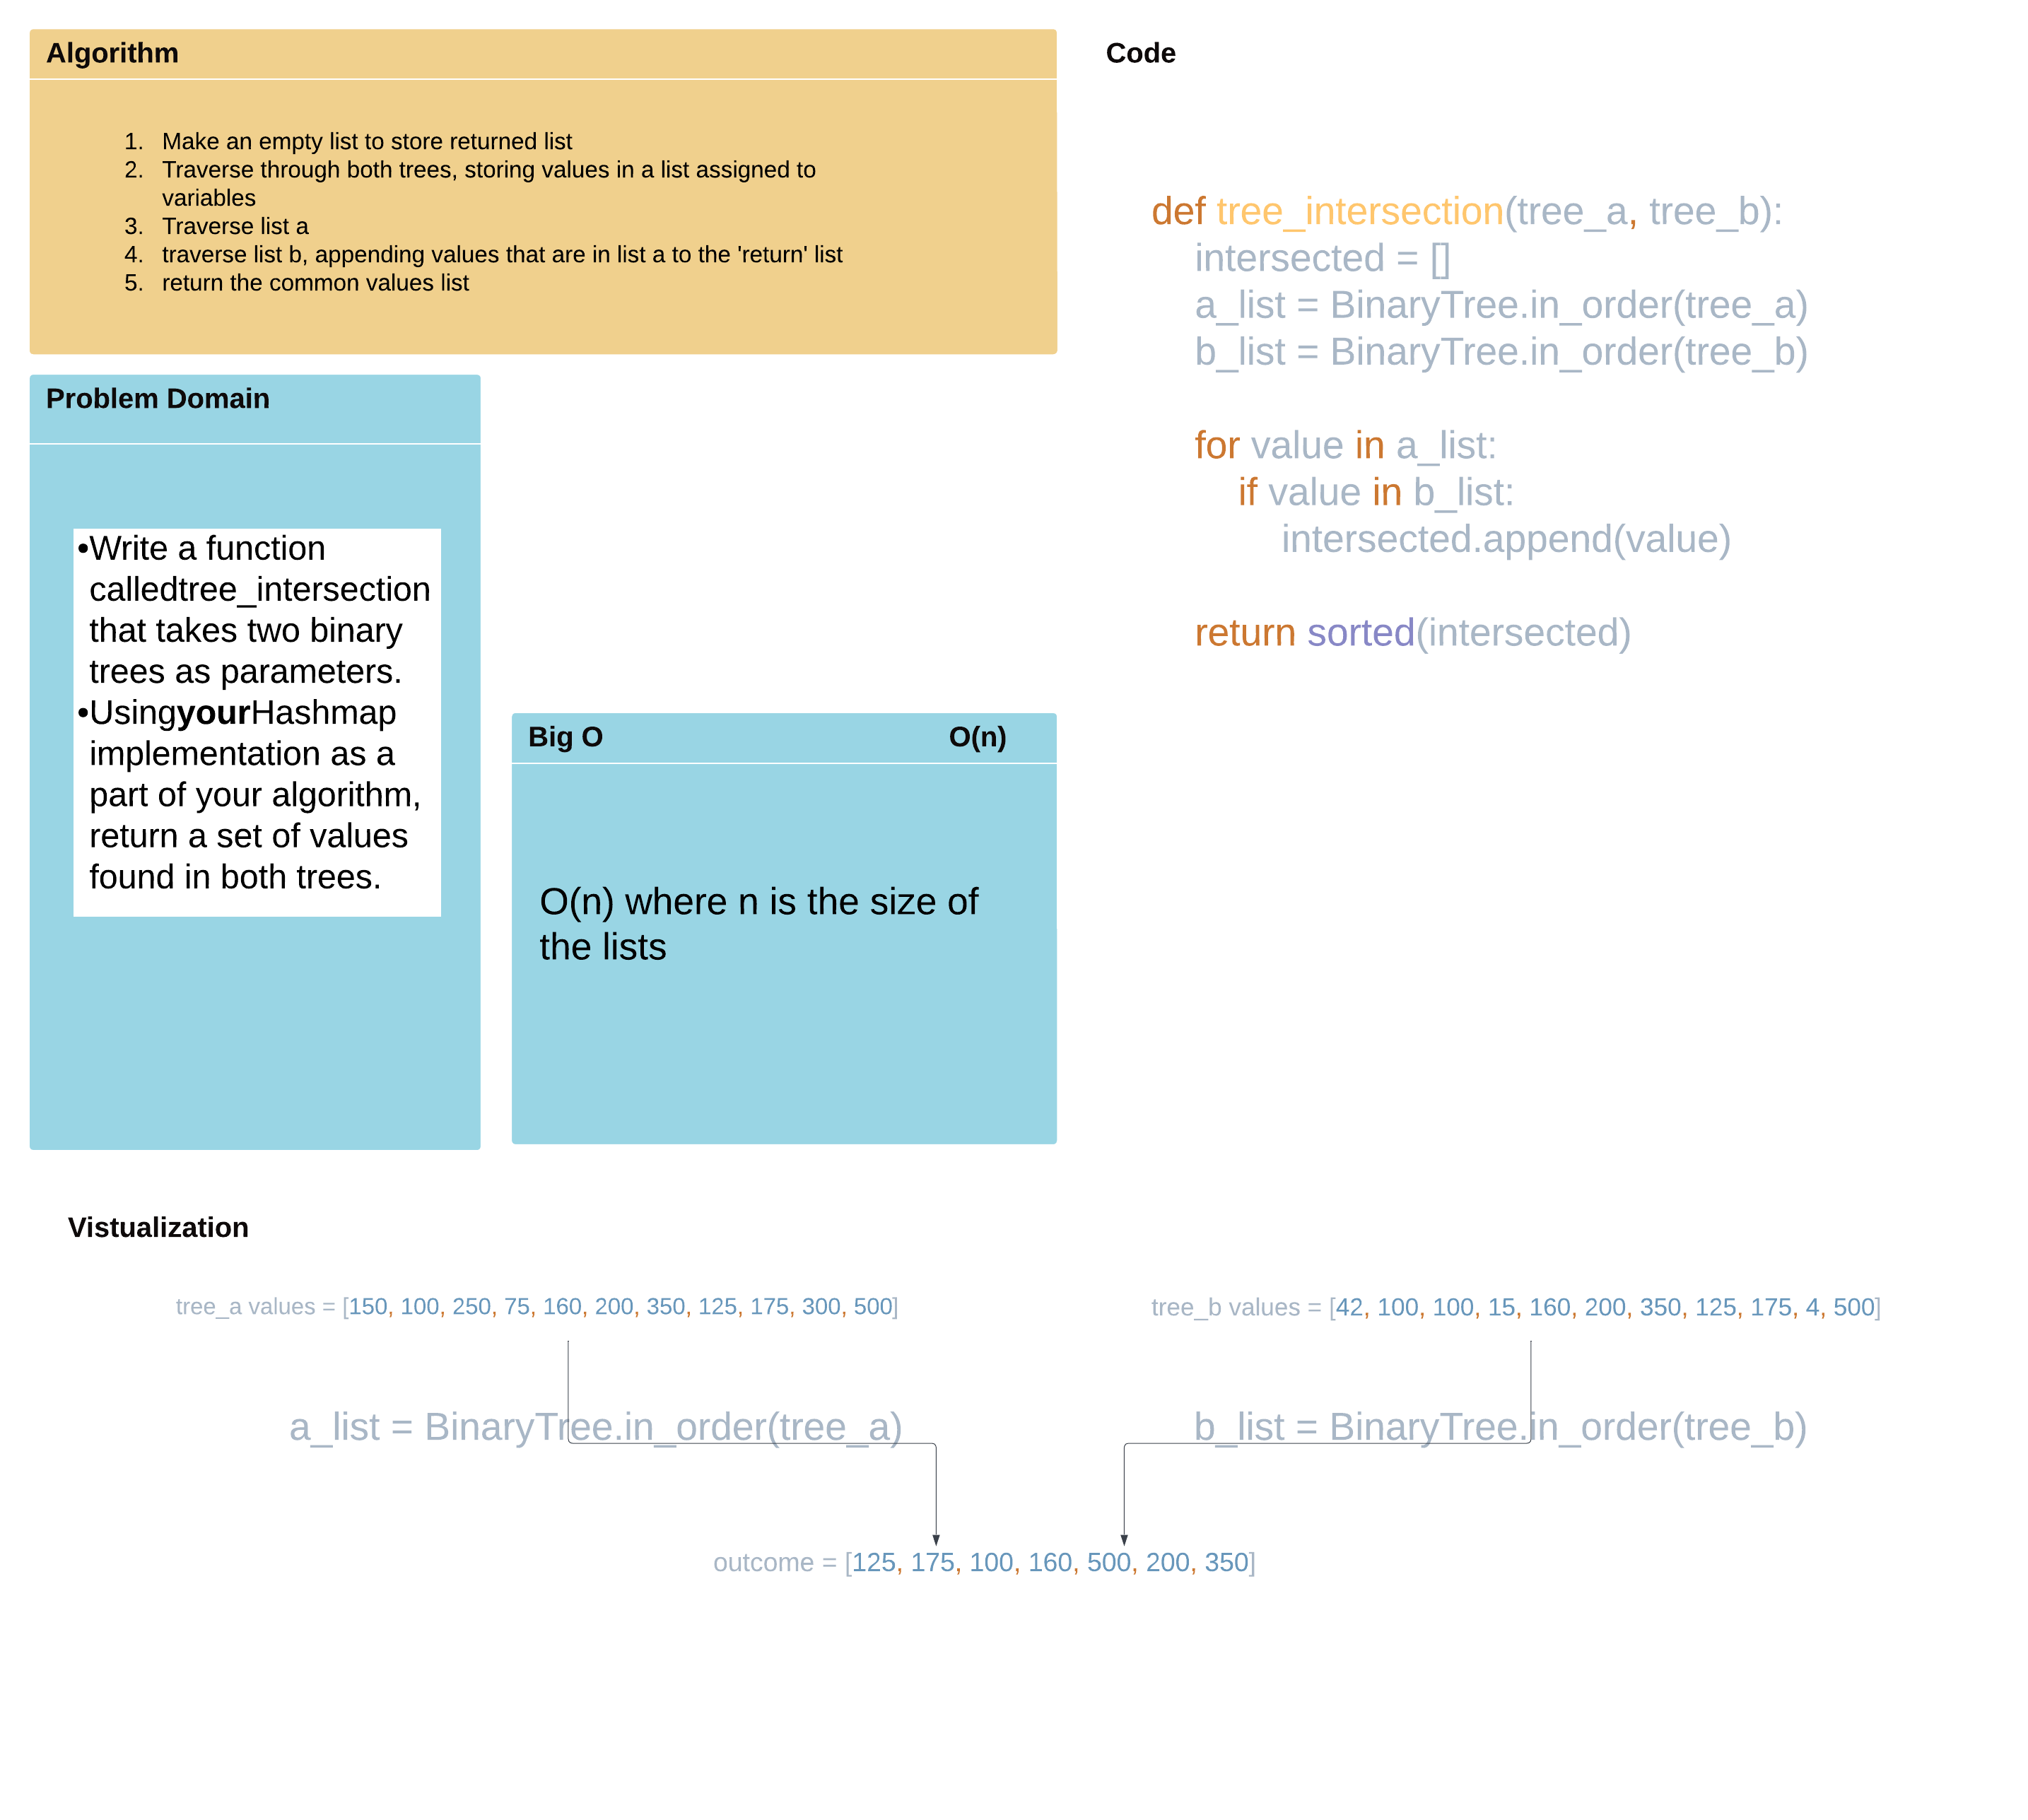 Algorithm
1. Make an empty list to store returned list
2. Traverse through both trees, storing values in a list assigned to
variables
3. Traverse list a
4. traverse list b, appending values that are in list a to the 'return' list
5. return the common values list
Code
def tree_intersection(tree_a, tree_b):
intersected = []
a_list = BinaryTree.in_order(tree_a)
b_list = BinaryTree.in_order(tree_b)
for value in a_list:
if value in b_list:
intersected.append(value)
return sorted(intersected)
Problem Domain
•Write a function
calledtree_intersection
that takes two binary
trees as parameters.
•UsingyourHashmap
implementation as a
part of your algorithm,
return a set of values
found in both trees.
Big O O(n)
O(n) where n is the size of
the lists
Vistualization
tree_a values = [150, 100, 250, 75, 160, 200, 350, 125, 175, 300, 500]
tree_b values = [42, 100, 100, 15, 160, 200, 350, 125, 175, 4, 500]
a_list = BinaryTree.in_order(tree_a)
b_list = BinaryTree.in_order(tree_b)
outcome = [125, 175, 100, 160, 500, 200, 350]